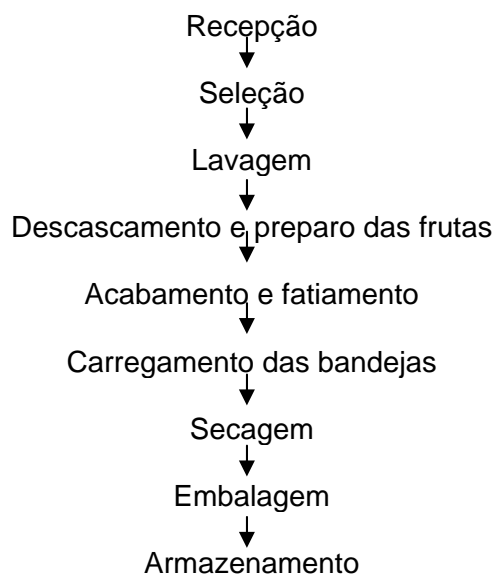 Recepção
Seleção
Lavagem
Descascamento e preparo das frutas
Acabamento e fatiamento
Carregamento das bandejas
Secagem
Embalagem
Armazenamento